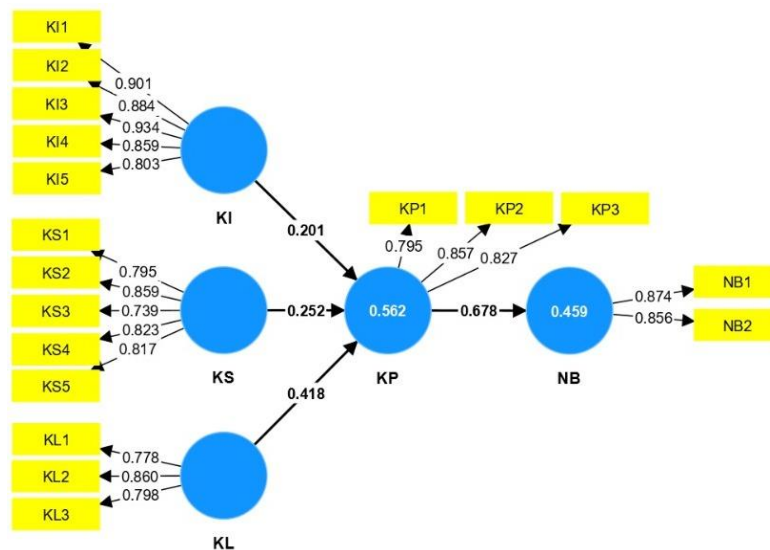 KI1
KI2
KI3
KI4
KI5
0.901
0.884
0.934
0.859
0.803
KI
0.201
KS1
KS2
KS3
KS4
KS5
0.795
0.859
0.739
0.823
0.817
KS
0.252
KL1
KL2
KL3
0.778
0.860
0.798
KL
0.418
KP1
KP2
KP3
0.795
0.857
0.827
0.562
KP
0.678
0.459
NB
0.874
0.856
NB1
NB2